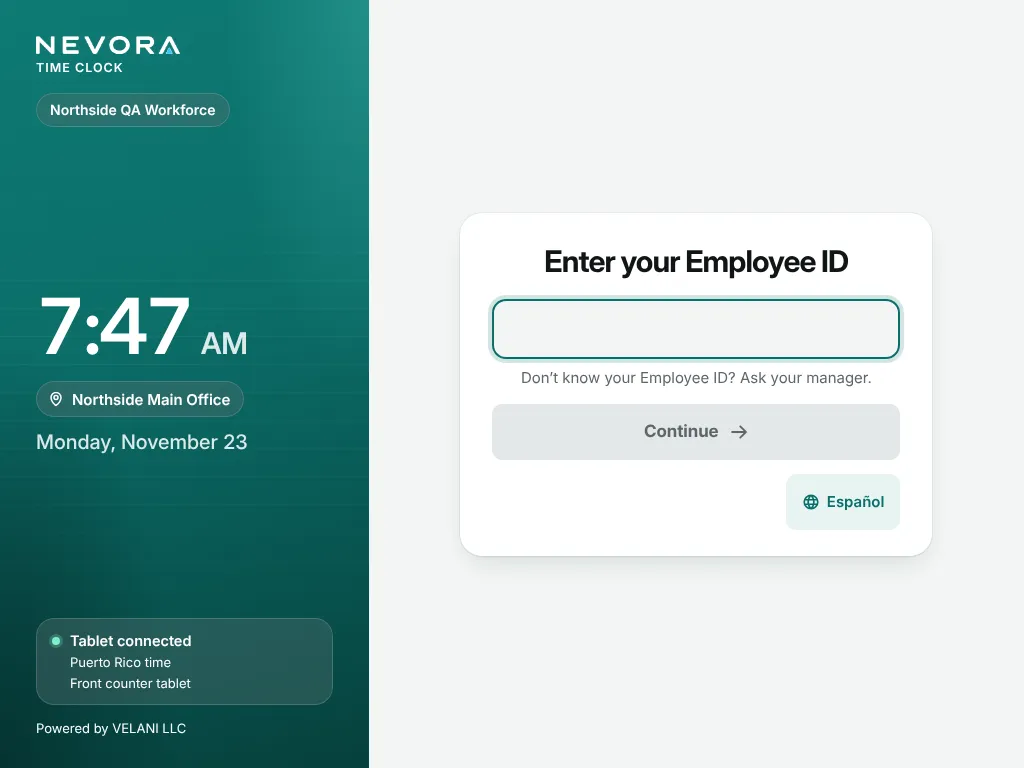 NEVORA
TIME CLOCK
Northside QA Workforce
7:47 AM
Northside Main Office
Monday, November 23
Tablet connected
Puerto Rico time
Front counter tablet
Powered by VELANI LLC
Enter your Employee ID
Don’t know your Employee ID? Ask your manager.
Continue →
Español